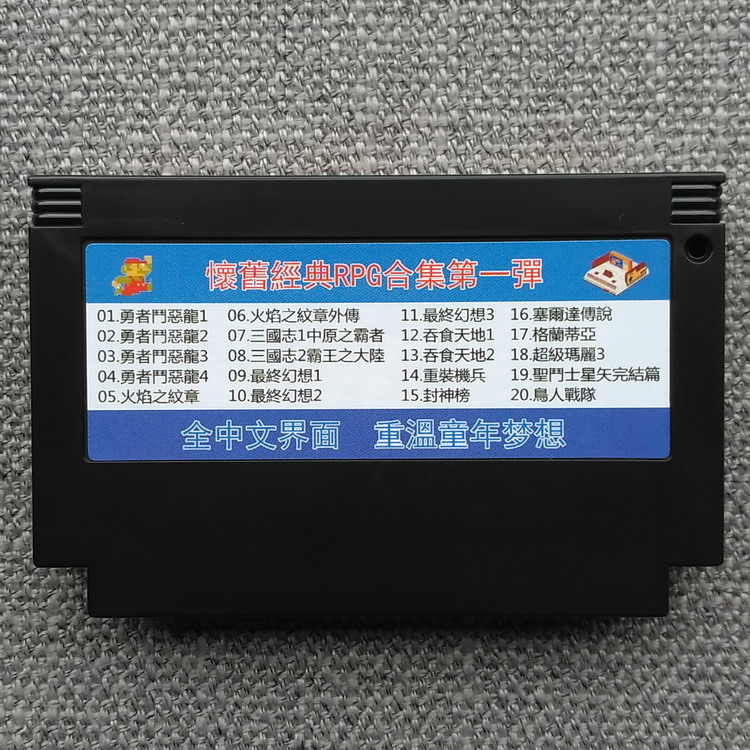 懷舊經典RPG合集第一彈
01.勇者鬥惡龍1
02.勇者鬥惡龍2
03.勇者鬥惡龍3
04.勇者鬥惡龍4
05.火焰之紋章
06.火焰之紋章外傳
07.三國志1中原之霸者
08.三國志2霸王之大陸
09.最終幻想1
10.最終幻想2
11.最終幻想3
12.吞食天地1
13.吞食天地2
14.重裝機兵
15.封神榜
16.塞爾達傳說
17.格蘭蒂亞
18.超級瑪麗3
19.聖鬥士星矢完結篇
20.鳥人戰隊
全中文界面 重溫童年梦想